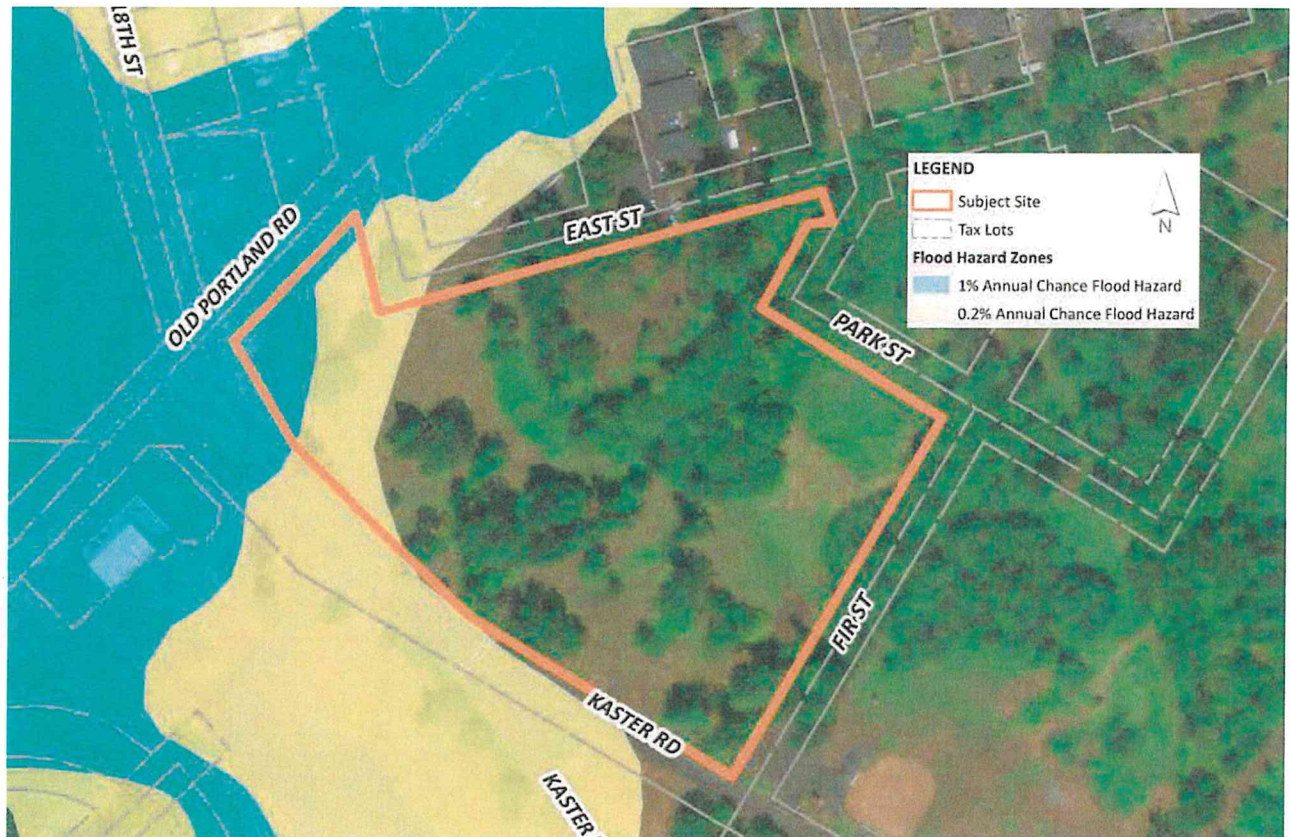 18TH ST
OLD PORTLAND RD
EAST ST
PARK ST
FIR ST
KASTER RD
KASTER
LEGEND
Subject Site
Tax Lots
N
Flood Hazard Zones
1% Annual Chance Flood Hazard
0.2% Annual Chance Flood Hazard